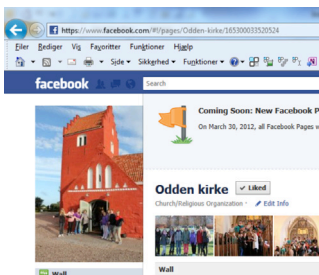 https://www.facebook.com/#!/pages/Odden-kirke/165300033520524
Filer Rediger Vis Favoritter Funktioner Hjælp
Side Sikkerhed Funktioner
facebook Search
Coming Soon: New Facebook P
On March 30, 2012, all Facebook Pages w
Odden kirke Liked
Church/Religious Organization · Edit Info
Wall Wall